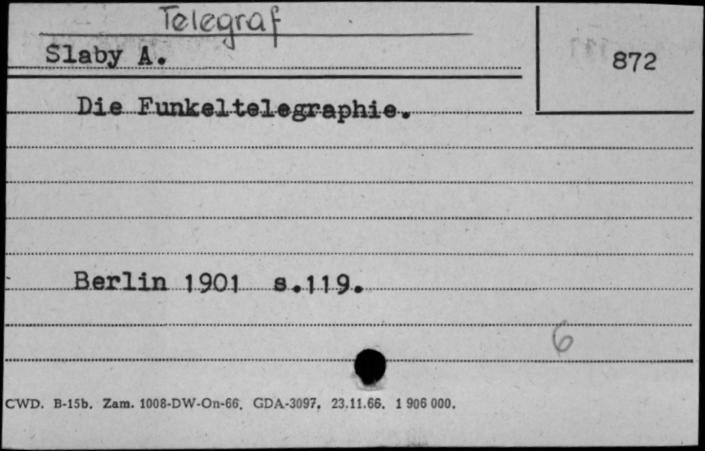 Telegraf
Slaby A.
872
Die Funkeltelegraphie.
Berlin 1901 s.119.
6
CWD. B-15b. Zam. 1008-DW-On-66. GDA-3097. 23.11.66. 1 906 000.